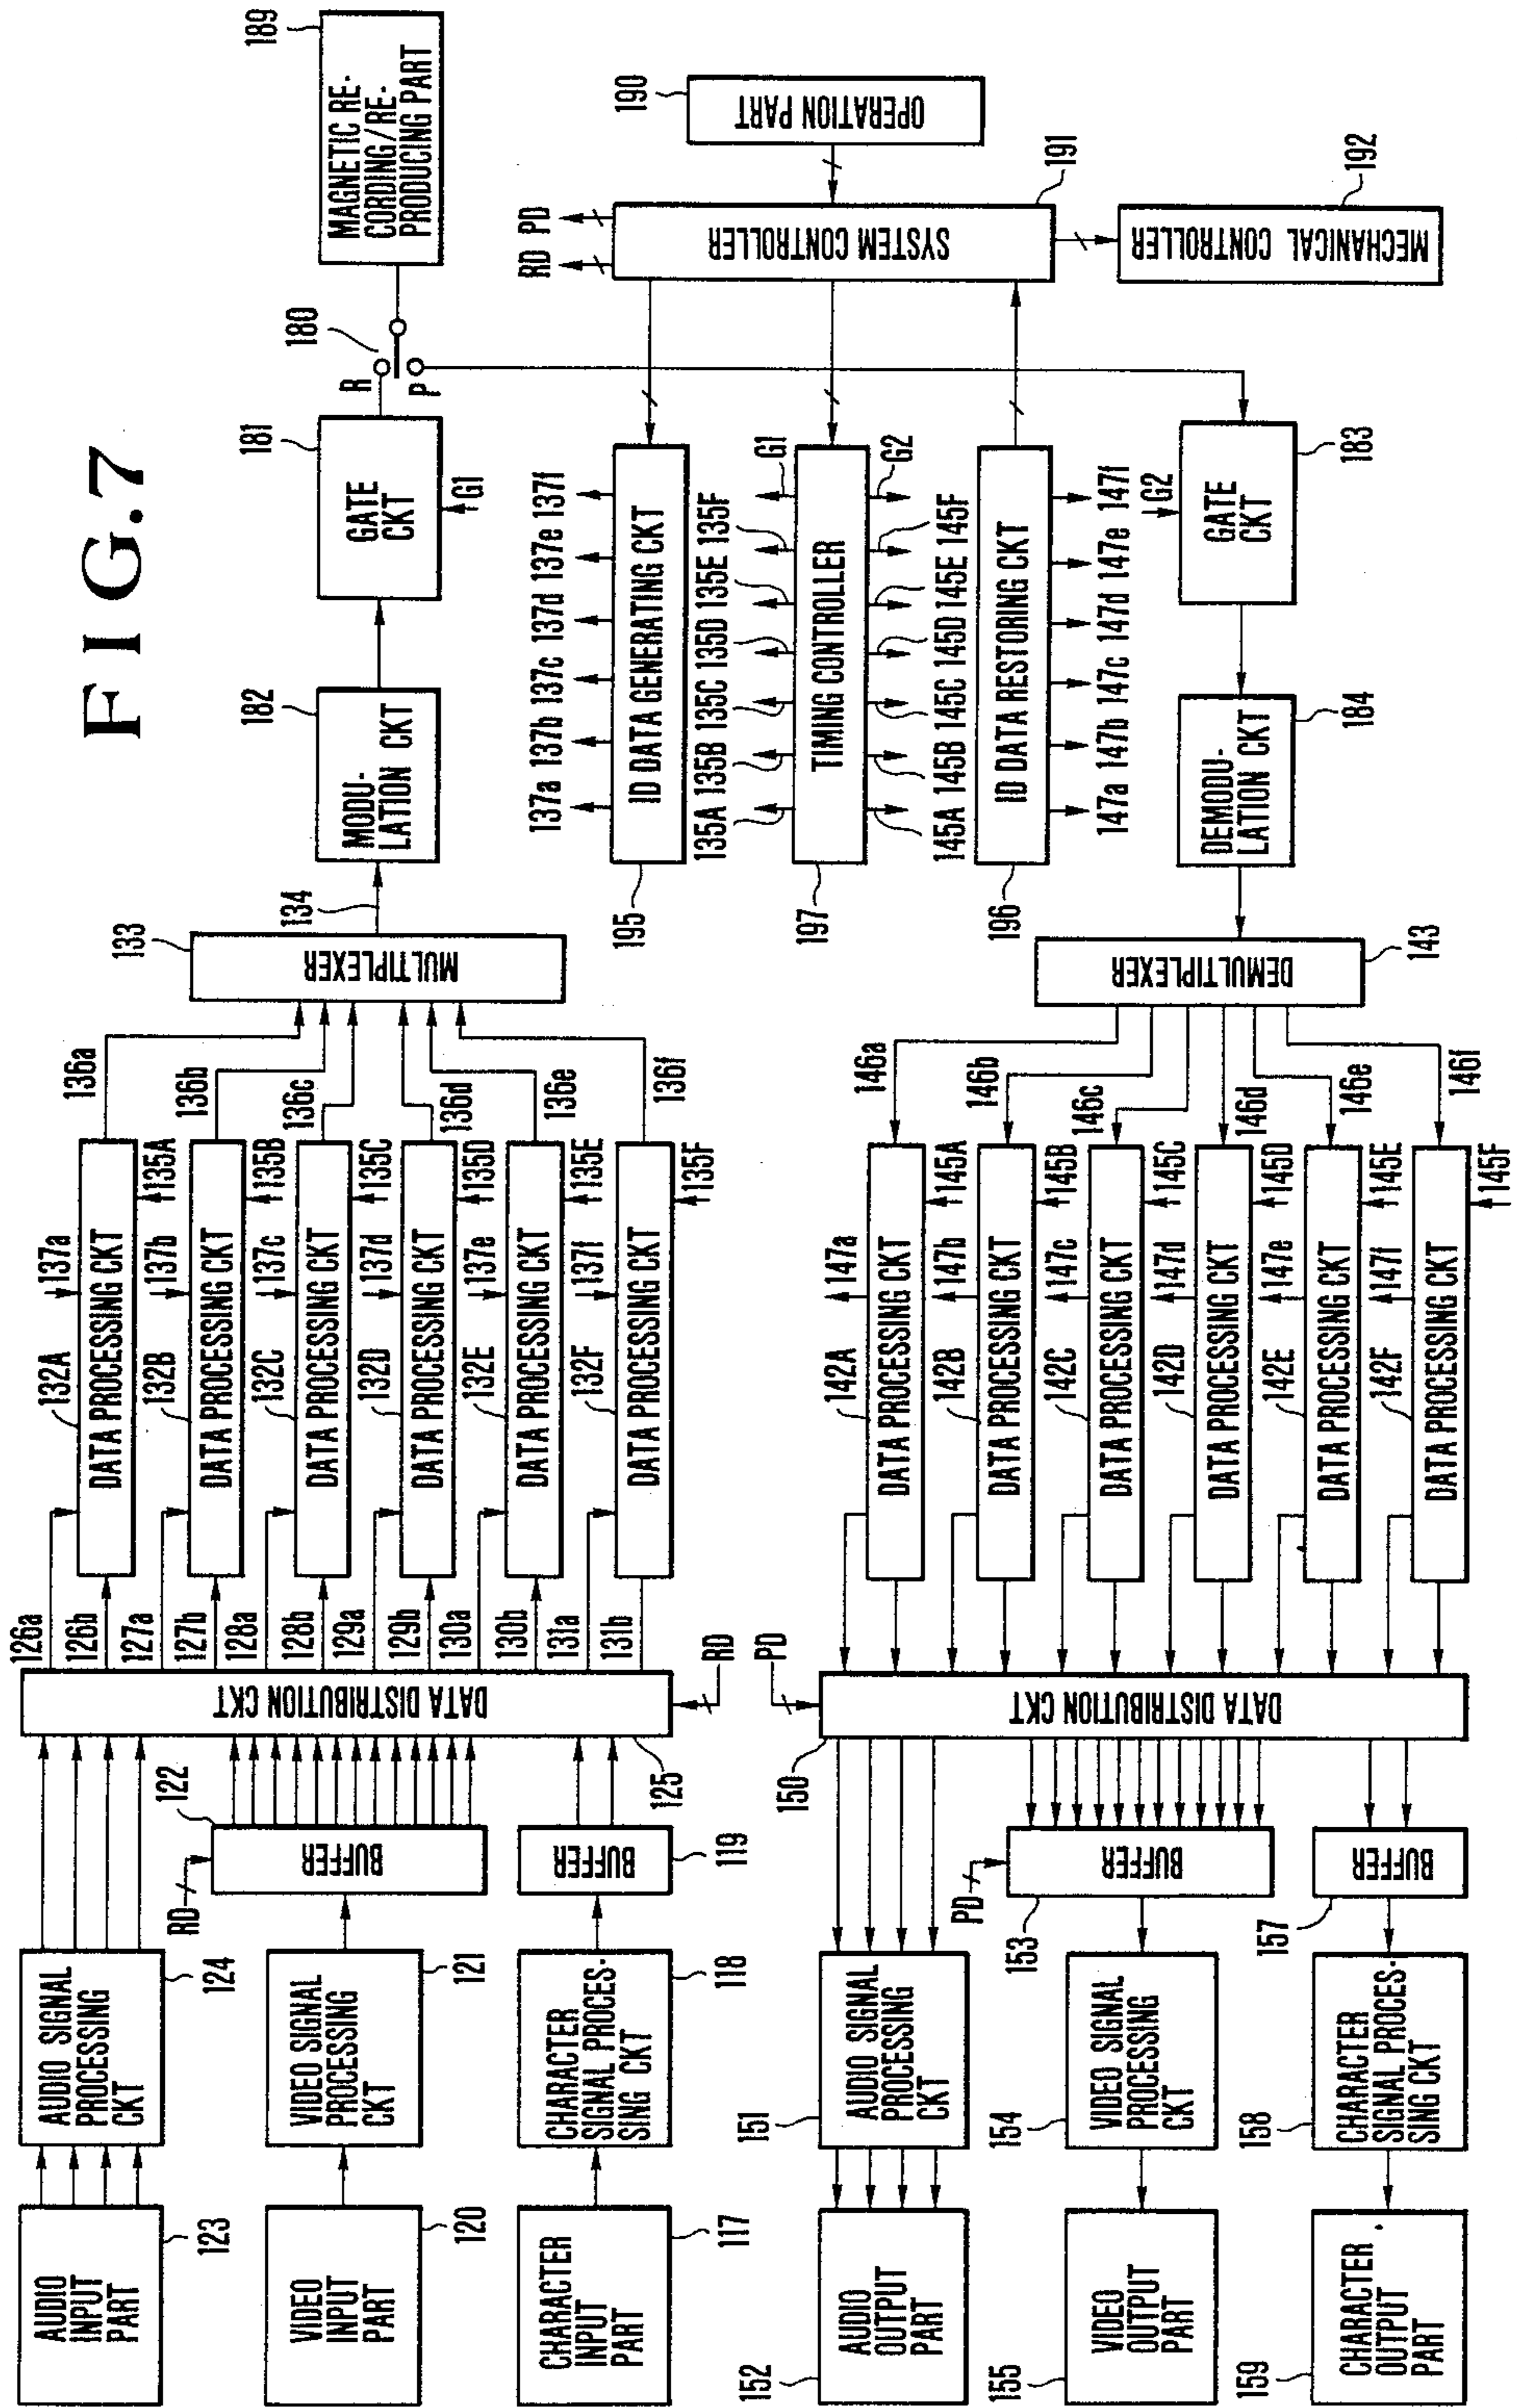 FIG.7
AUDIO
INPUT
PART
123
AUDIO SIGNAL
PROCESSING
CKT
124
VIDEO
INPUT
PART
120
VIDEO SIGNAL
PROCESSING
CKT
121
RD
BUFFER
122
CHARACTER
INPUT
PART
117
CHARACTER
SIGNAL PROCES-
SING CKT
118
BUFFER
119
DATA DISTRIBUTION CKT
125
RD
126a
126b
127a
127b
128a
128b
129a
129b
130a
130b
131a
131b
132A
137a
DATA PROCESSING CKT
135A
136a
132B
137b
DATA PROCESSING CKT
135B
136b
132C
137c
DATA PROCESSING CKT
135C
136c
132D
137d
DATA PROCESSING CKT
135D
136d
132E
137e
DATA PROCESSING CKT
135E
136e
132F
137f
DATA PROCESSING CKT
135F
136f
MULTIPLEXER
133
134
MODU-
LATION CKT
182
GATE
CKT
181
G1
R
P
180
MAGNETIC RE-
CORDING/RE-
PRODUCING PART
189
137a
137b
137c
137d
137e
137f
ID DATA GENERATING CKT
195
135A
135B
135C
135D
135E
135F
G1
TIMING CONTROLLER
197
145A
145B
145C
145D
145E
145F
G2
ID DATA RESTORING CKT
196
147a
147b
147c
147d
147e
147f
RD
PD
SYSTEM CONTROLLER
191
OPERATION PART
190
MECHANICAL CONTROLLER
192
G2
GATE
CKT
183
DEMODU-
LATION CKT
184
DEMULTIPLEXER
143
142A
147a
DATA PROCESSING CKT
145A
146a
142B
147b
DATA PROCESSING CKT
145B
146b
142C
147c
DATA PROCESSING CKT
145C
146c
142D
147d
DATA PROCESSING CKT
145D
146d
142E
147e
DATA PROCESSING CKT
145E
146e
142F
147f
DATA PROCESSING CKT
145F
146f
PD
DATA DISTRIBUTION CKT
150
AUDIO SIGNAL
PROCESSING
CKT
151
AUDIO
OUTPUT
PART
152
PD
BUFFER
153
VIDEO SIGNAL
PROCESSING
CKT
154
VIDEO
OUTPUT
PART
155
BUFFER
157
CHARACTER
SIGNAL PROCES-
SING CKT
158
CHARACTER
OUTPUT
PART
159